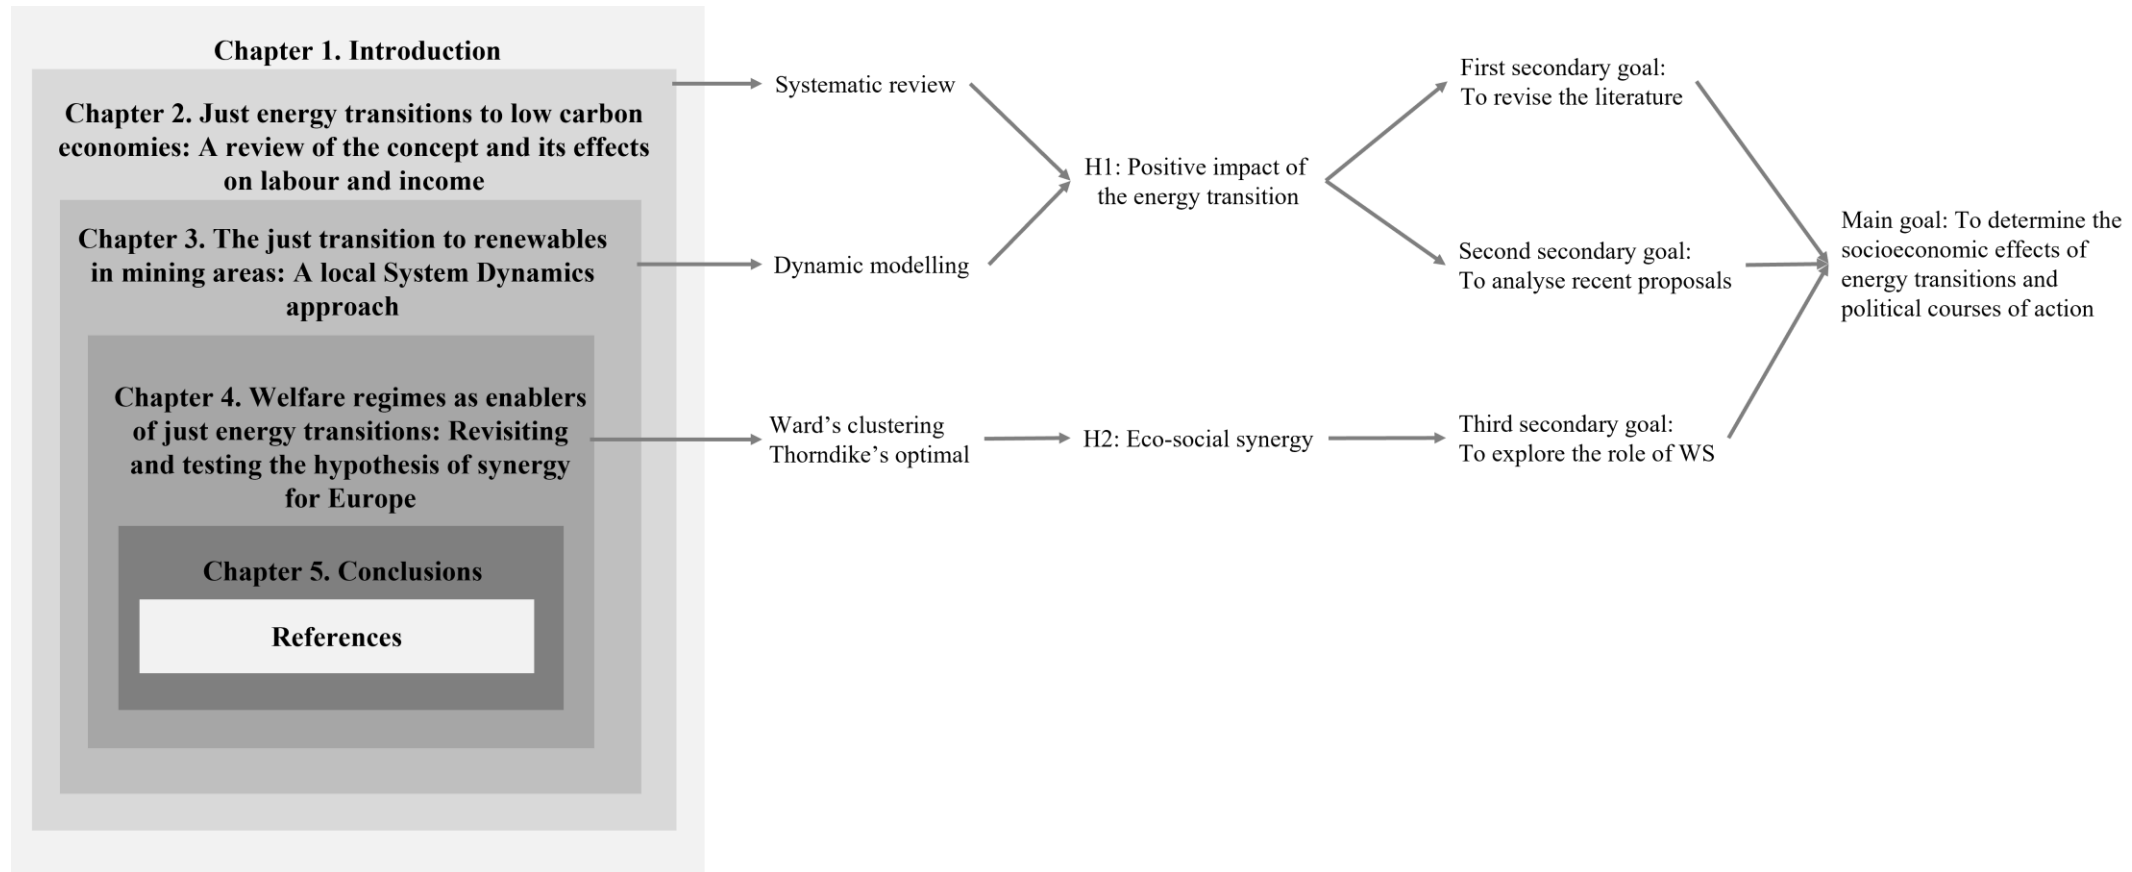 Chapter 1. Introduction
Chapter 2. Just energy transitions to low carbon
economies: A review of the concept and its effects
on labour and income
Chapter 3. The just transition to renewables
in mining areas: A local System Dynamics
approach
Chapter 4. Welfare regimes as enablers
of just energy transitions: Revisiting
and testing the hypothesis of synergy
for Europe
Chapter 5. Conclusions
References
Systematic review
Dynamic modelling
Ward’s clustering
Thorndike’s optimal
H1: Positive impact of
the energy transition
H2: Eco-social synergy
First secondary goal:
To revise the literature
Second secondary goal:
To analyse recent proposals
Third secondary goal:
To explore the role of WS
Main goal: To determine the
socioeconomic effects of
energy transitions and
political courses of action